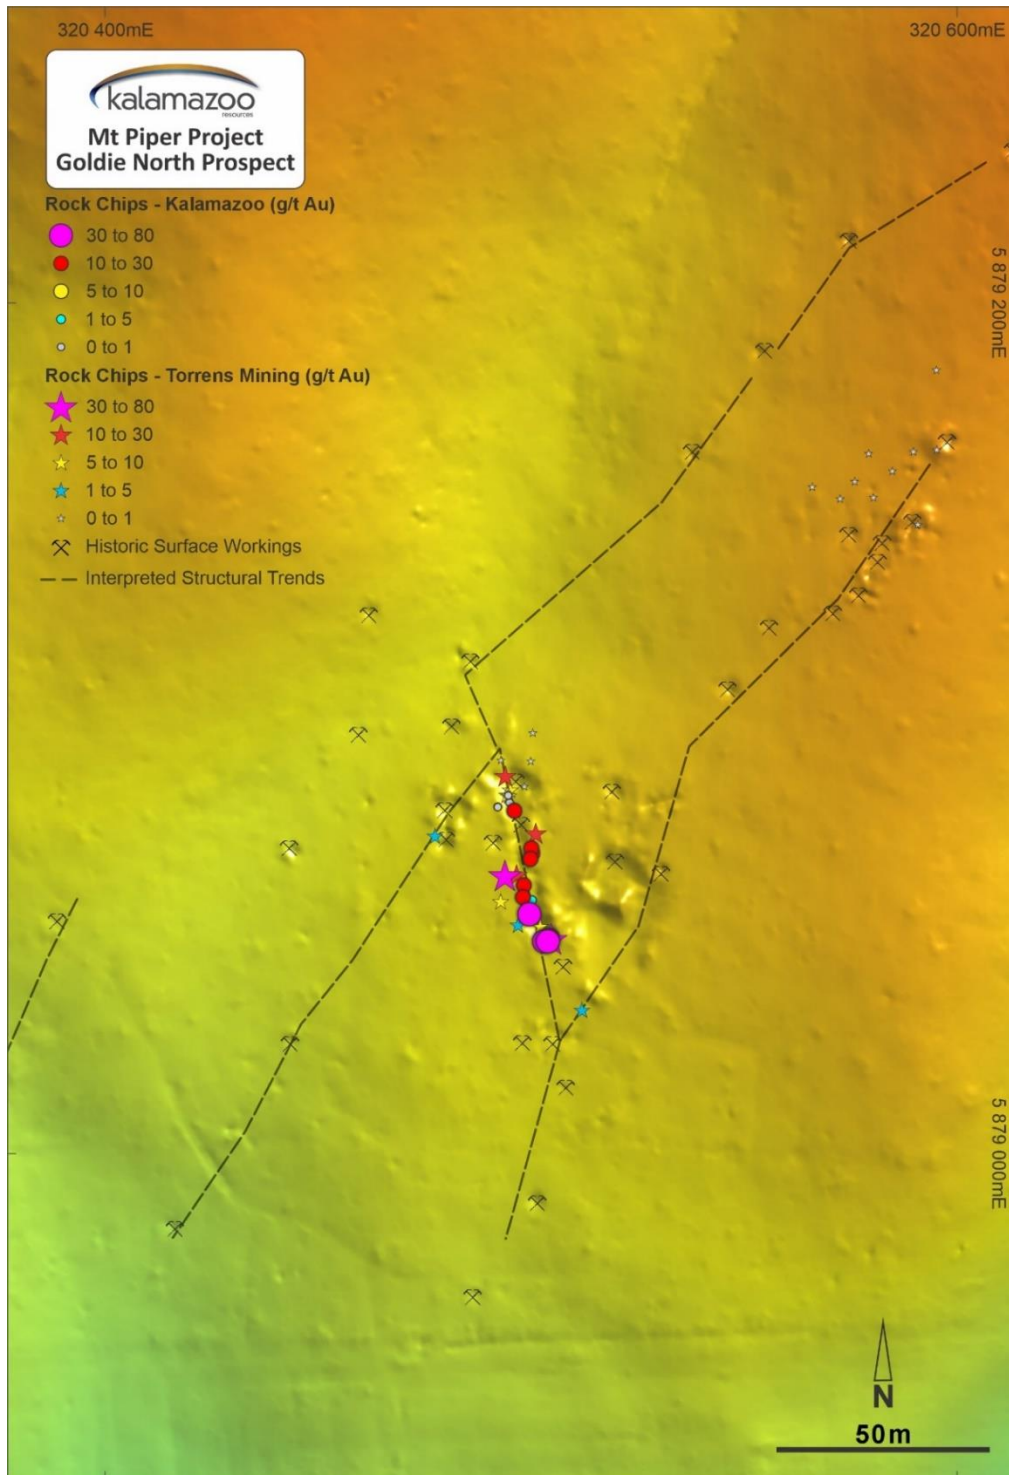 320 400mE
320 600mE
kalamazoo
resources
Mt Piper Project
Goldie North Prospect
Rock Chips - Kalamazoo (g/t Au)
30 to 80
10 to 30
5 to 10
1 to 5
0 to 1
Rock Chips - Torrens Mining (g/t Au)
30 to 80
10 to 30
5 to 10
1 to 5
0 to 1
Historic Surface Workings
Interpreted Structural Trends
5 879 200mE
5 879 000mE
N
50m